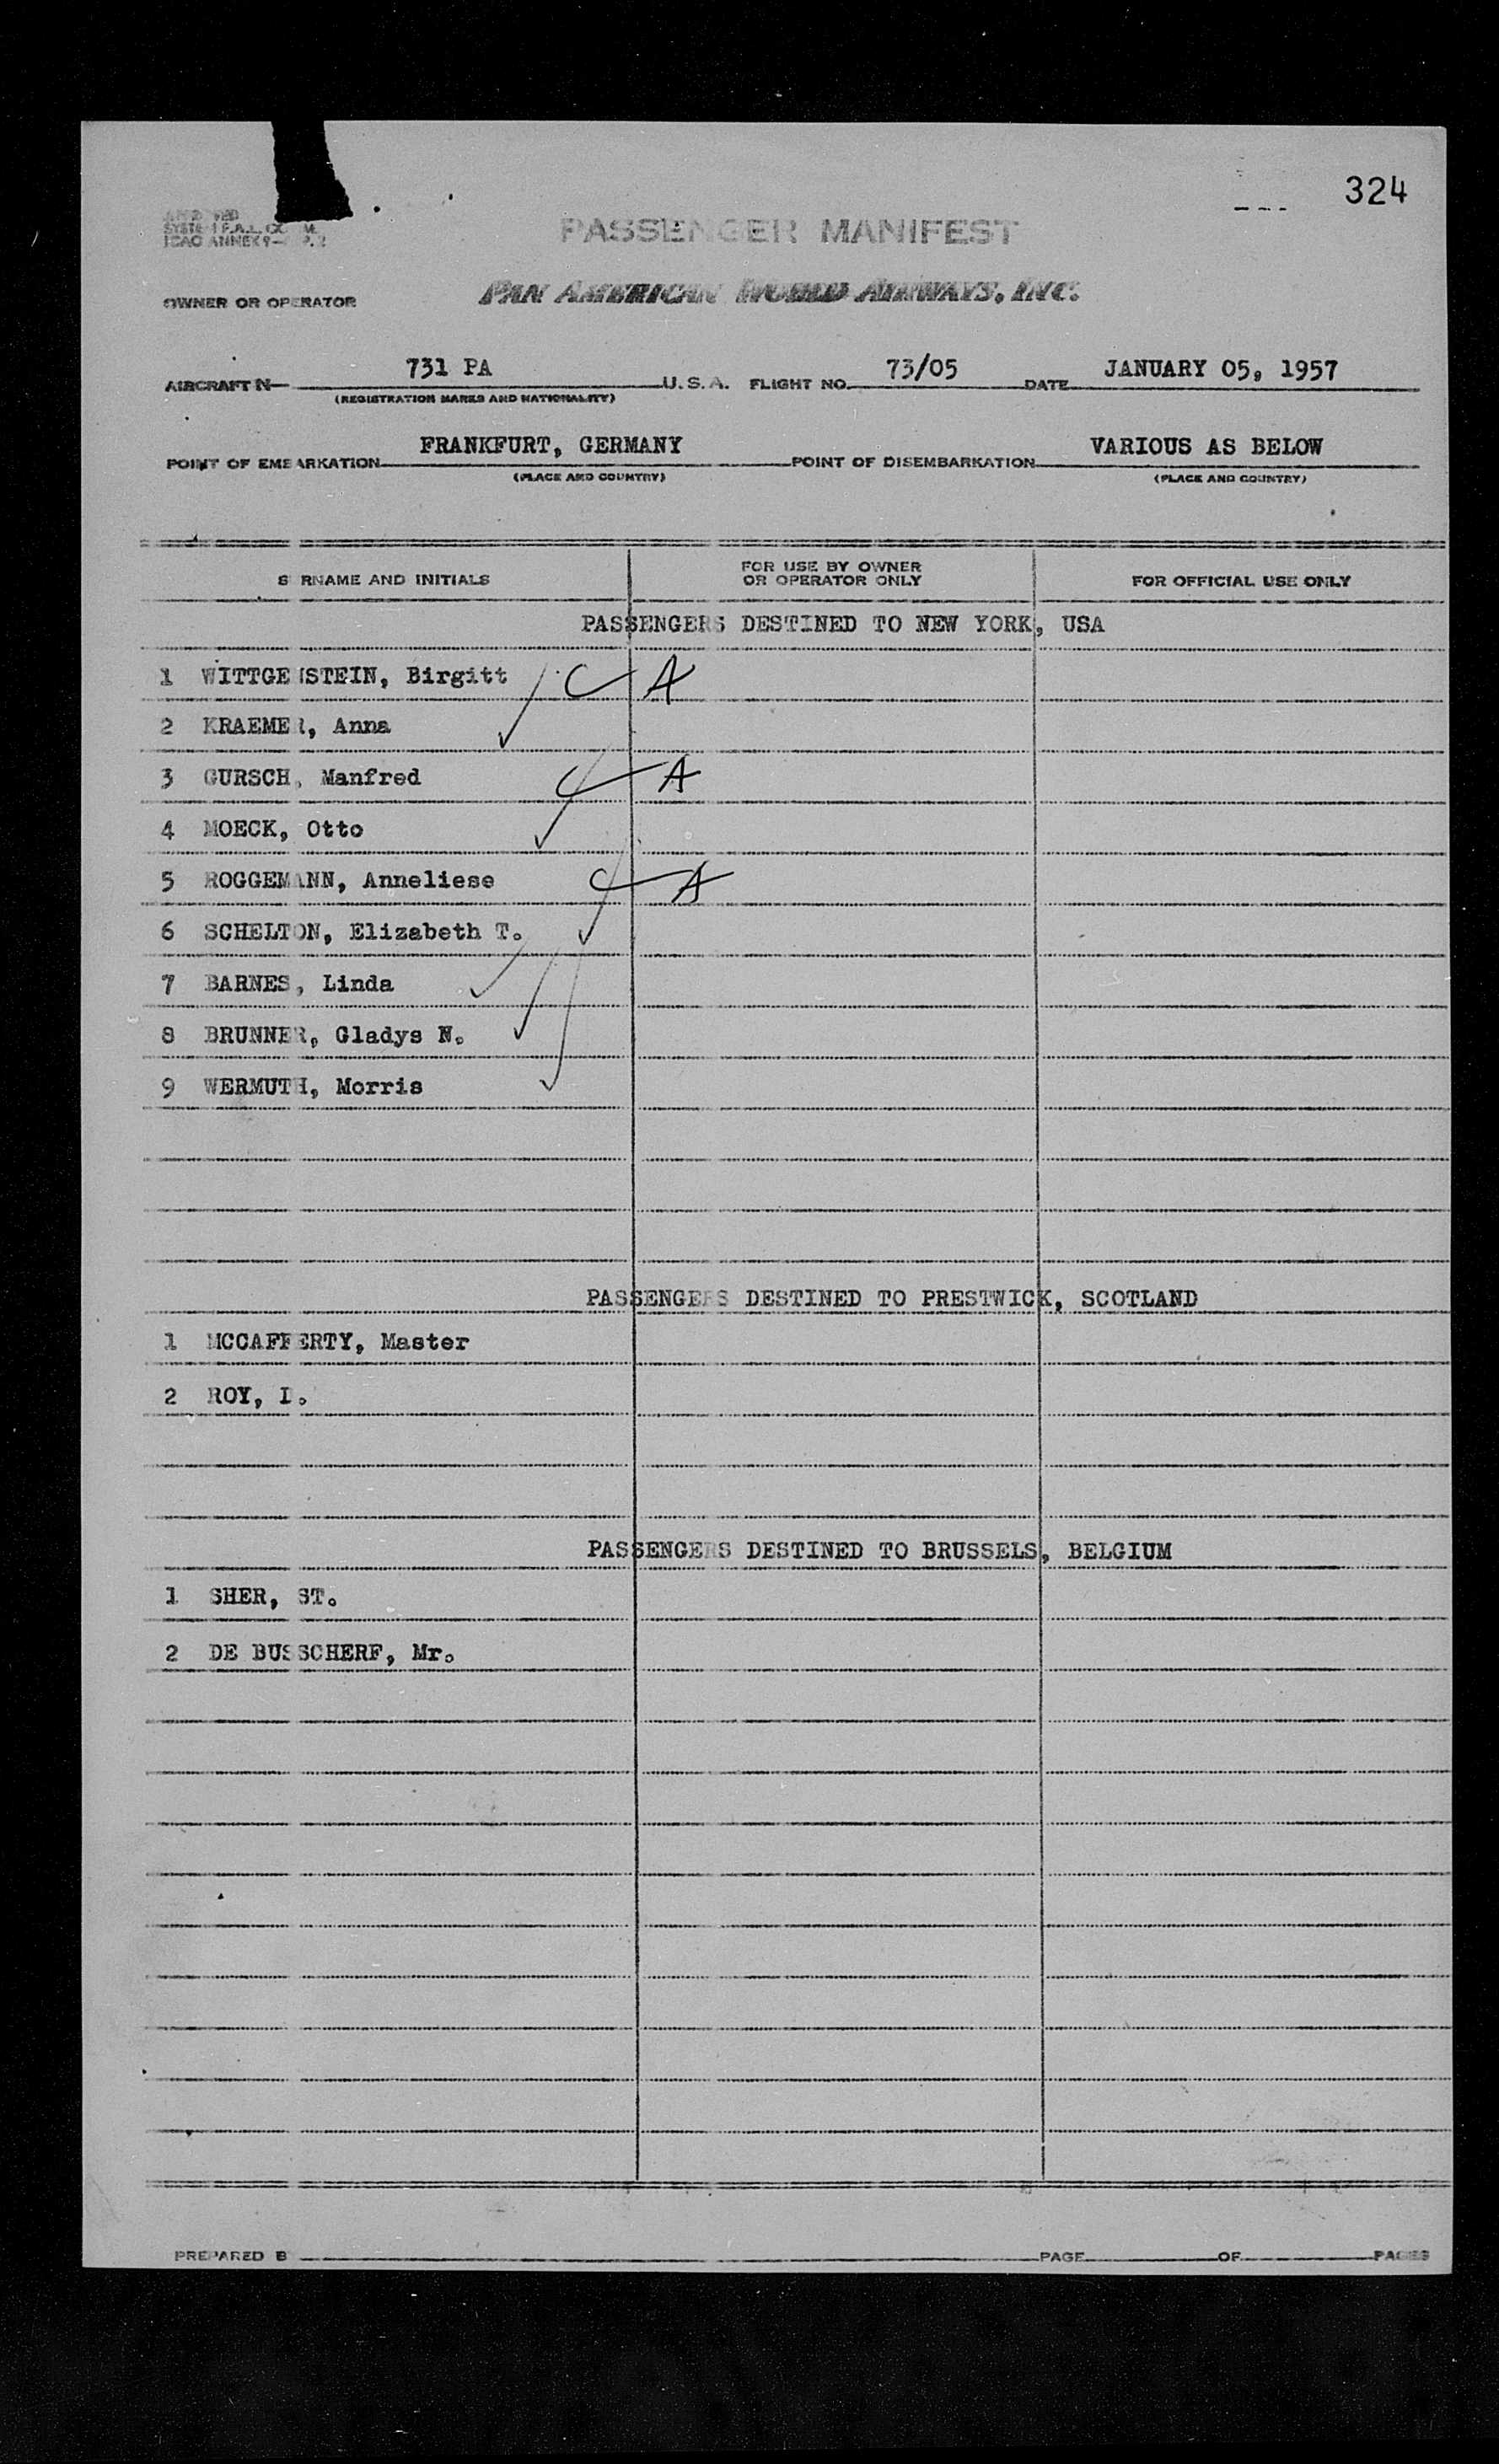 324
APPROVED
SYSTEM F.A.L. COMM.
ICAO ANNEX 9—
PASSENGER MANIFEST
OWNER OR OPERATOR PAN AMERICAN WORLD AIRWAYS, INC.
AIRCRAFT N— 731 PA U.S.A. FLIGHT NO. 73/05 DATE JANUARY 05, 1957
(REGISTRATION MARKS AND NATIONALITY)
POINT OF EMBARKATION FRANKFURT, GERMANY POINT OF DISEMBARKATION VARIOUS AS BELOW
(PLACE AND COUNTRY) (PLACE AND COUNTRY)
SURNAME AND INITIALS FOR USE BY OWNER OR OPERATOR ONLY FOR OFFICIAL USE ONLY
PASSENGERS DESTINED TO NEW YORK, USA
1 WITTGENSTEIN, Birgitt C A
2 KRAEMER, Anna
3 GURSCH, Manfred C A
4 MOECK, Otto
5 ROGGEMANN, Anneliese C A
6 SCHELTON, Elizabeth T.
7 BARNES, Linda
8 BRUNNER, Gladys N.
9 WERMUTH, Morris
PASSENGERS DESTINED TO PRESTWICK, SCOTLAND
1 MCCAFFERTY, Master
2 ROY, I.
PASSENGERS DESTINED TO BRUSSELS, BELGIUM
1 SHER, ST.
2 DE BUSSCHERF, Mr.
PREPARED B PAGE OF PAGES